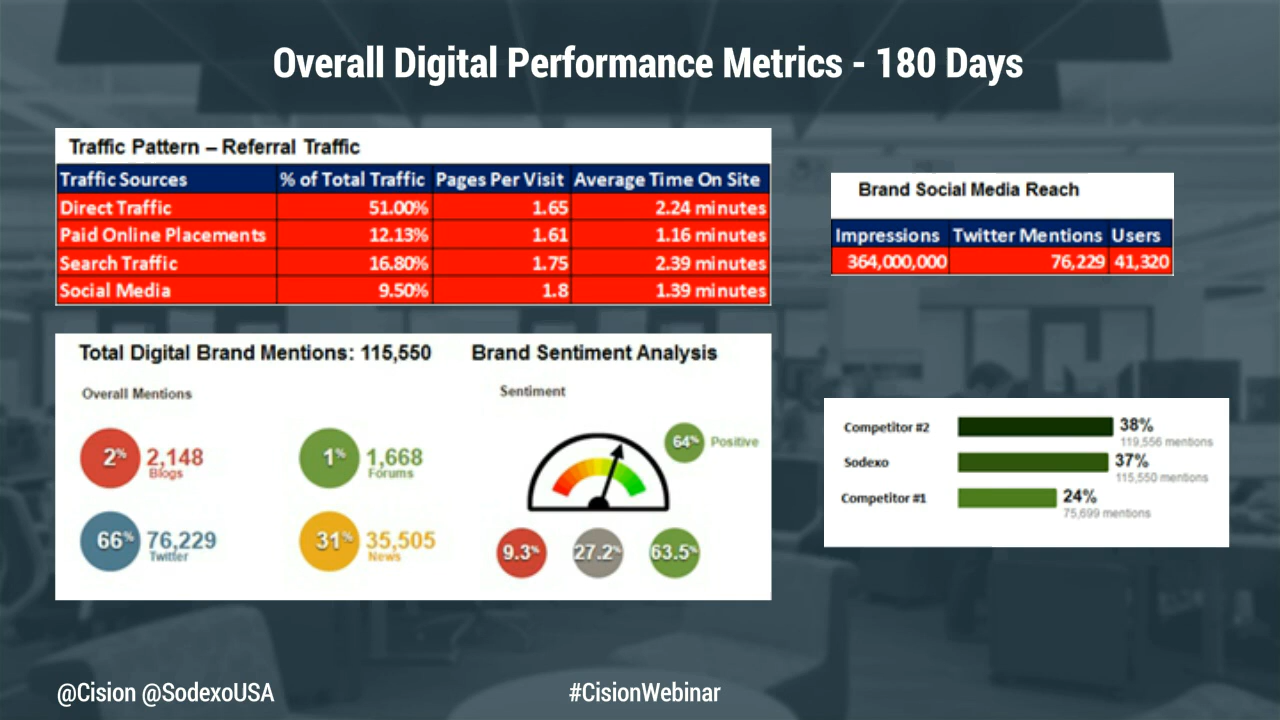 Overall Digital Performance Metrics - 180 Days
Traffic Pattern – Referral Traffic
Traffic Sources % of Total Traffic Pages Per Visit Average Time On Site
Direct Traffic 51.00% 1.65 2.24 minutes
Paid Online Placements 12.13% 1.61 1.16 minutes
Search Traffic 16.80% 1.75 2.39 minutes
Social Media 9.50% 1.8 1.39 minutes
Brand Social Media Reach
Impressions Twitter Mentions Users
364,000,000 76,229 41,320
Total Digital Brand Mentions: 115,550
Overall Mentions
2% 2,148
Blogs
1% 1,668
Forums
66% 76,229
Twitter
31% 35,505
News
Brand Sentiment Analysis
Sentiment
64% Positive
9.3% 27.2% 63.5%
Competitor #2 38%
119,556 mentions
Sodexo 37%
115,550 mentions
Competitor #1 24%
75,699 mentions
@Cision @SodexoUSA
#CisionWebinar